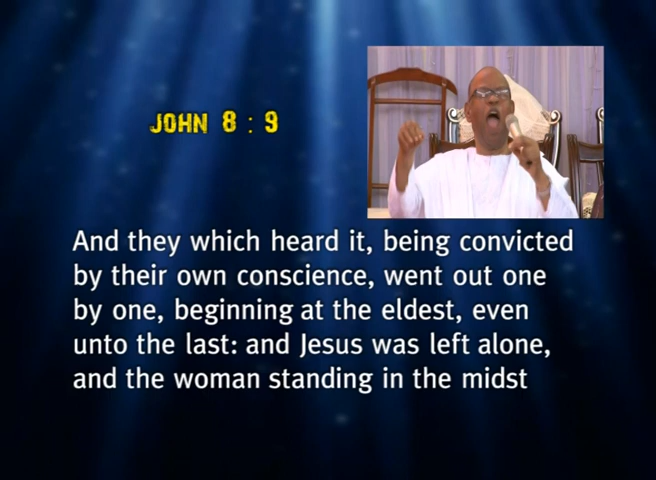 JOHN 8 : 9
And they which heard it, being convicted
by their own conscience, went out one
by one, beginning at the eldest, even
unto the last: and Jesus was left alone,
and the woman standing in the midst